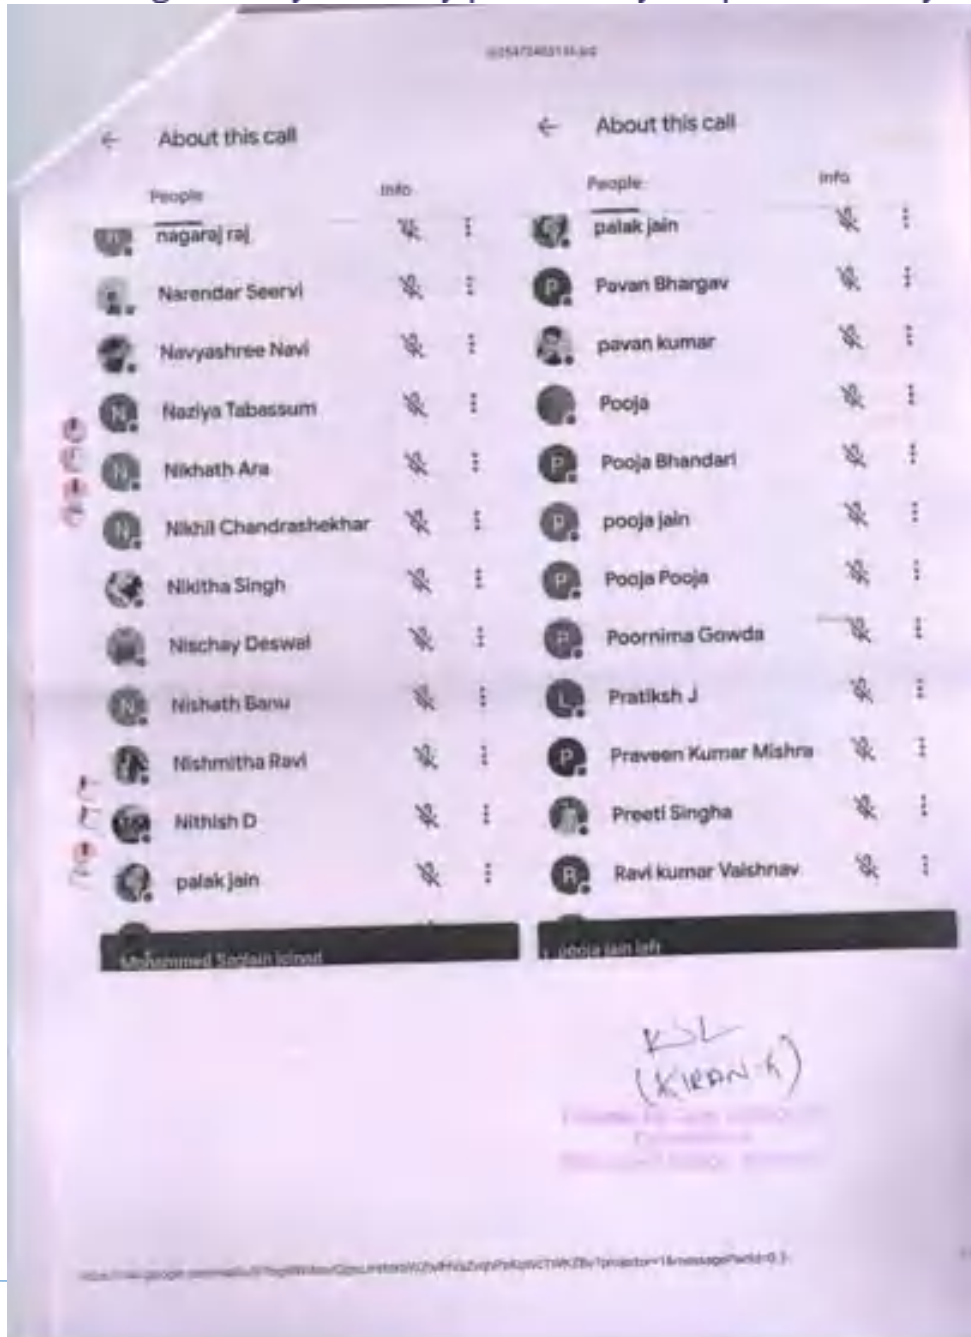 About this call
People Info
nagaraj raj
Narendar Seervi
Navyashree Navi
Naziya Tabassum
Nikhath Ara
Nikhil Chandrashekhar
Nikitha Singh
Nischay Deswal
Nishath Banu
Nishmitha Ravi
Nithish D
palak jain
Mohammed Saqlain joined
About this call
People Info
palak jain
Pavan Bhargav
pavan kumar
Pooja
Pooja Bhandari
pooja jain
Pooja Pooja
Poornima Gowda
Pratiksh J
Praveen Kumar Mishra
Preeti Singha
Ravi kumar Vaishnav
pooja jain left
(KIRAN-K)